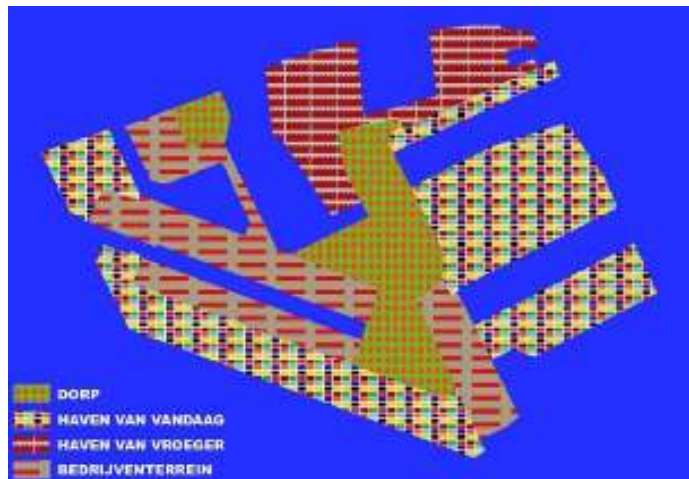 DORP
HAVEN VAN VANDAAG
HAVEN VAN VROEGER
BEDRIJVENTERREIN